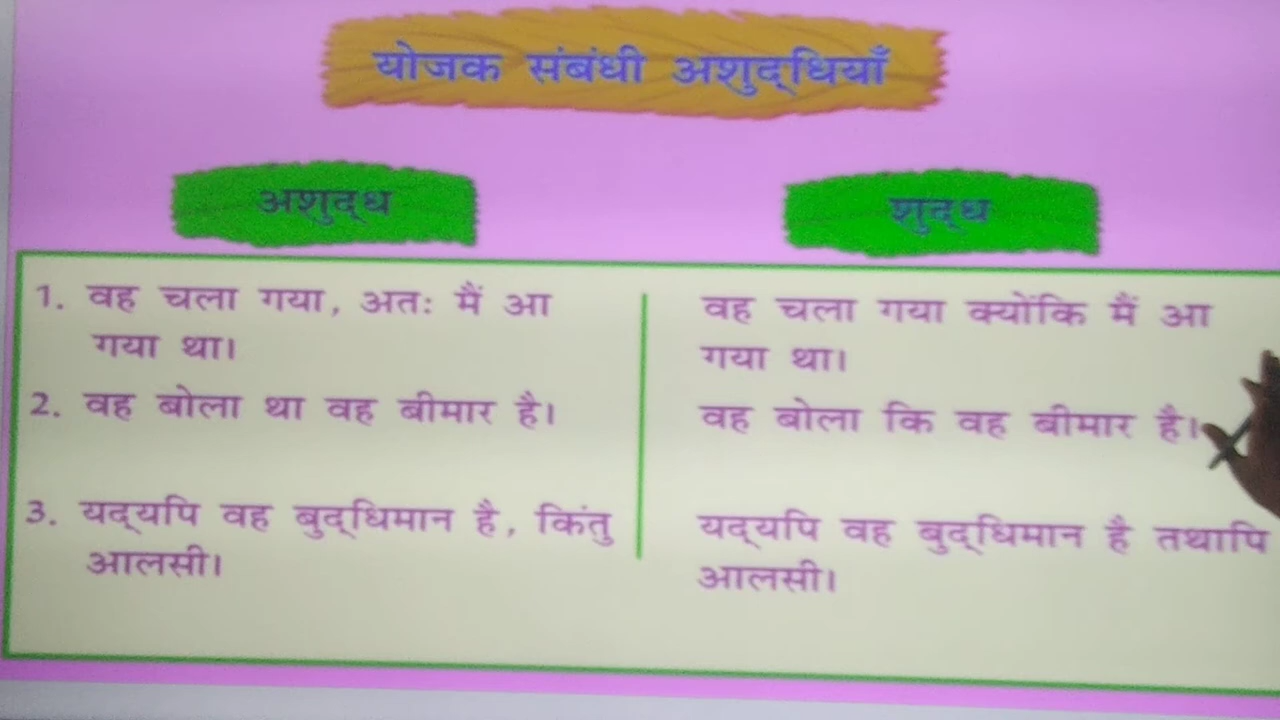 योजक संबंधी अशुद्‌धियाँ
अशुद्‌ध
शुद्‌ध
1. वह चला गया, अतः मैं आ
गया था।
2. वह बोला था वह बीमार है।
3. यद्‌यपि वह बुद्‌धिमान है, किंतु
आलसी।
वह चला गया क्योंकि मैं आ
गया था।
वह बोला कि वह बीमार है।
यद्‌यपि वह बुद्‌धिमान है तथापि
आलसी।